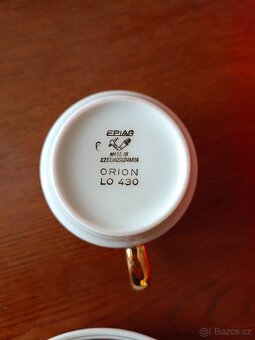 EPIAG
MADE IN
CZECHOSLOVAKIA
ORION
LO 430
© Bazos.cz